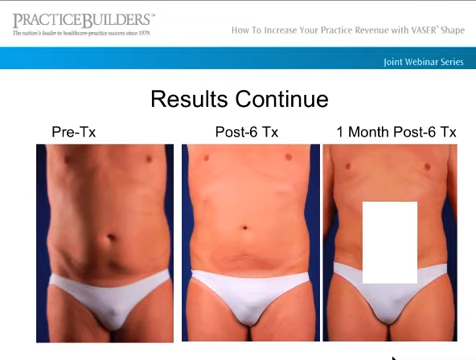 PRACTICEBUILDERS™
The nation's leader in healthcare practice success since 1979
How To Increase Your Practice Revenue with VASER® Shape
Joint Webinar Series
Results Continue
Pre-Tx Post-6 Tx 1 Month Post-6 Tx